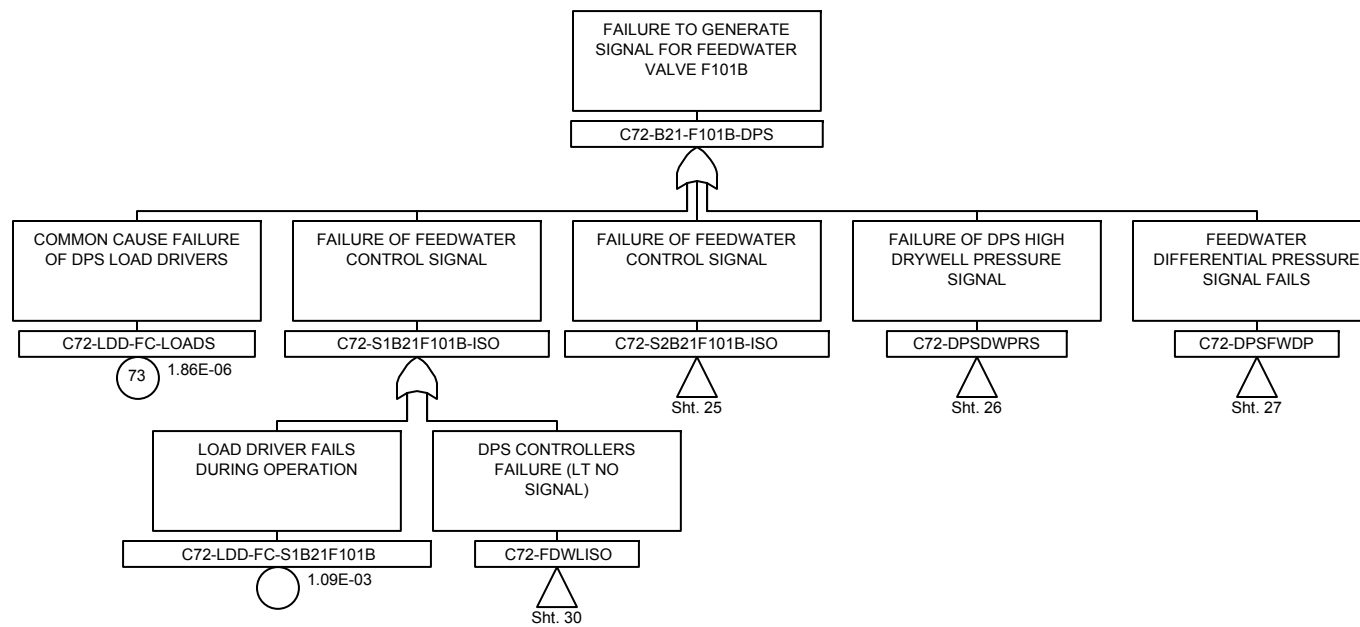 FAILURE TO GENERATE
SIGNAL FOR FEEDWATER
VALVE F101B
C72-B21-F101B-DPS
COMMON CAUSE FAILURE
OF DPS LOAD DRIVERS
C72-LDD-FC-LOADS
73
1.86E-06
FAILURE OF FEEDWATER
CONTROL SIGNAL
C72-S1B21F101B-ISO
FAILURE OF FEEDWATER
CONTROL SIGNAL
C72-S2B21F101B-ISO
Sht. 25
FAILURE OF DPS HIGH
DRYWELL PRESSURE
SIGNAL
C72-DPSDWPRS
Sht. 26
FEEDWATER
DIFFERENTIAL PRESSURE
SIGNAL FAILS
C72-DPSFWDP
Sht. 27
LOAD DRIVER FAILS
DURING OPERATION
C72-LDD-FC-S1B21F101B
1.09E-03
DPS CONTROLLERS
FAILURE (LT NO
SIGNAL)
C72-FDWLISO
Sht. 30